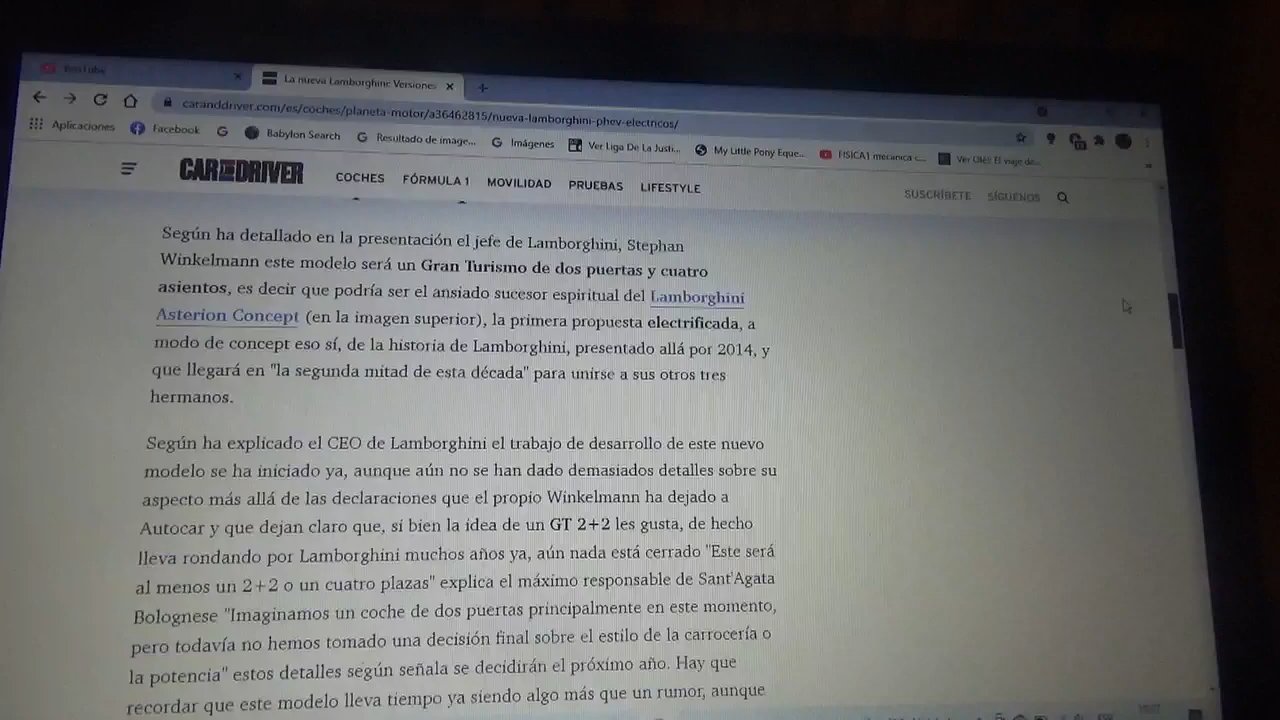 YouTube
La nueva Lamborghini: Versiones
caranddriver.com/es/coches/planeta-motor/a36462815/nueva-lamborghini-phev-electricos/
Aplicaciones Facebook Babylon Search Resultado de image... Imágenes Ver Liga De La Justi... My Little Pony Eque... FISICA1 mecanica c... Ver Olé! El viaje de...
CAR AND DRIVER COCHES FÓRMULA 1 MOVILIDAD PRUEBAS LIFESTYLE SUSCRÍBETE SÍGUENOS
Según ha detallado en la presentación el jefe de Lamborghini, Stephan
Winkelmann este modelo será un Gran Turismo de dos puertas y cuatro
asientos, es decir que podría ser el ansiado sucesor espiritual del Lamborghini
Asterion Concept (en la imagen superior), la primera propuesta electrificada, a
modo de concept eso sí, de la historia de Lamborghini, presentado allá por 2014, y
que llegará en "la segunda mitad de esta década" para unirse a sus otros tres
hermanos.
Según ha explicado el CEO de Lamborghini el trabajo de desarrollo de este nuevo
modelo se ha iniciado ya, aunque aún no se han dado demasiados detalles sobre su
aspecto más allá de las declaraciones que el propio Winkelmann ha dejado a
Autocar y que dejan claro que, si bien la idea de un GT 2+2 les gusta, de hecho
lleva rondando por Lamborghini muchos años ya, aún nada está cerrado "Este será
al menos un 2+2 o un cuatro plazas" explica el máximo responsable de Sant'Agata
Bolognese "Imaginamos un coche de dos puertas principalmente en este momento,
pero todavía no hemos tomado una decisión final sobre el estilo de la carrocería o
la potencia" estos detalles según señala se decidirán el próximo año. Hay que
recordar que este modelo lleva tiempo ya siendo algo más que un rumor, aunque